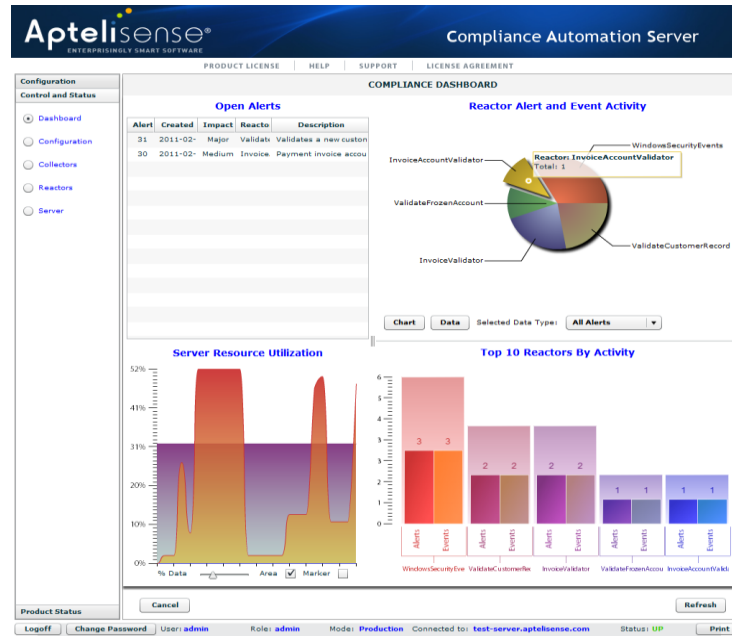 Aptelisense®
ENTERPRISINGLY SMART SOFTWARE
Compliance Automation Server
PRODUCT LICENSE HELP SUPPORT LICENSE AGREEMENT
Configuration
Control and Status
Dashboard
Configuration
Collectors
Reactors
Server
Product Status
COMPLIANCE DASHBOARD
Open Alerts
Alert Created Impact Reacto Description
31 2011-02- Major Validate Validates a new custon
30 2011-02- Medium Invoice. Payment invoice accou
Reactor Alert and Event Activity
WindowsSecurityEvents
InvoiceAccountValidator
Reactor: InvoiceAccountValidator
Total: 1
ValidateFrozenAccount
ValidateCustomerRecord
InvoiceValidator
Chart Data Selected Data Type: All Alerts
Server Resource Utilization
52%
41%
31%
20%
10%
0%
% Data Area Marker
Top 10 Reactors By Activity
6
5
4
3
3
2
1
0
3 3 2 2 2 2 1 1 1 1
Alerts Events Alerts Events Alerts Events Alerts Events Alerts Events
WindowsSecurityEve ValidateCustomerRe InvoiceValidator ValidateFrozenAccou InvoiceAccountValida
Cancel Refresh
Logoff Change Password User: admin Role: admin Mode: Production Connected to: test-server.aptelisense.com Status: UP Print